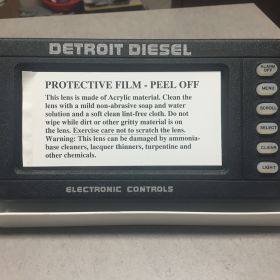 DETROIT DIESEL
PROTECTIVE FILM - PEEL OFF
This lens is made of Acrylic material. Clean the
lens with a mild non-abrasive soap and water
solution and a soft clean lint-free cloth. Do not
wipe while dirt or other gritty material is on
the lens. Exercise care not to scratch the lens.
Warning: This lens can be damaged by ammonia-
base cleaners, lacquer thinners, turpentine and
other chemicals.
ALARM
OFF
MENU
SCROLL
SELECT
CLEAR
LIGHT
ELECTRONIC CONTROLS